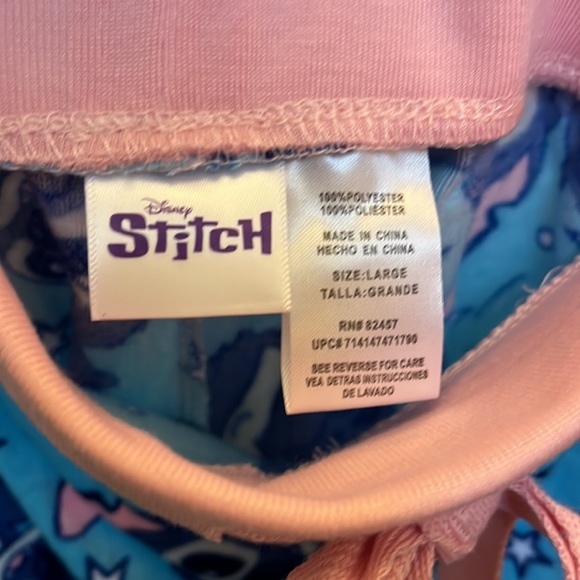 Disney
STiTCH
100%POLYESTER
100%POLIESTER
MADE IN CHINA
HECHO EN CHINA
SIZE:LARGE
TALLA:GRANDE
RN# 82457
UPC# 714147471790
SEE REVERSE FOR CARE
VEA DETRAS INSTRUCCIONES
DE LAVADO